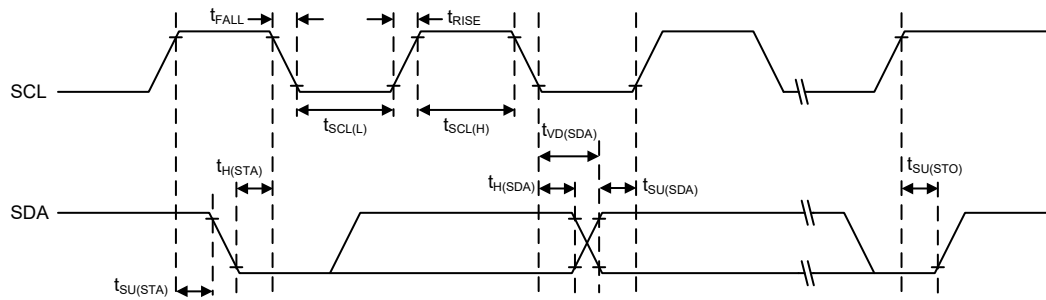 tFALL
tRISE
SCL
tSCL(L)
tSCL(H)
tVD(SDA)
tH(STA)
tH(SDA)
tSU(SDA)
tSU(STO)
SDA
tSU(STA)